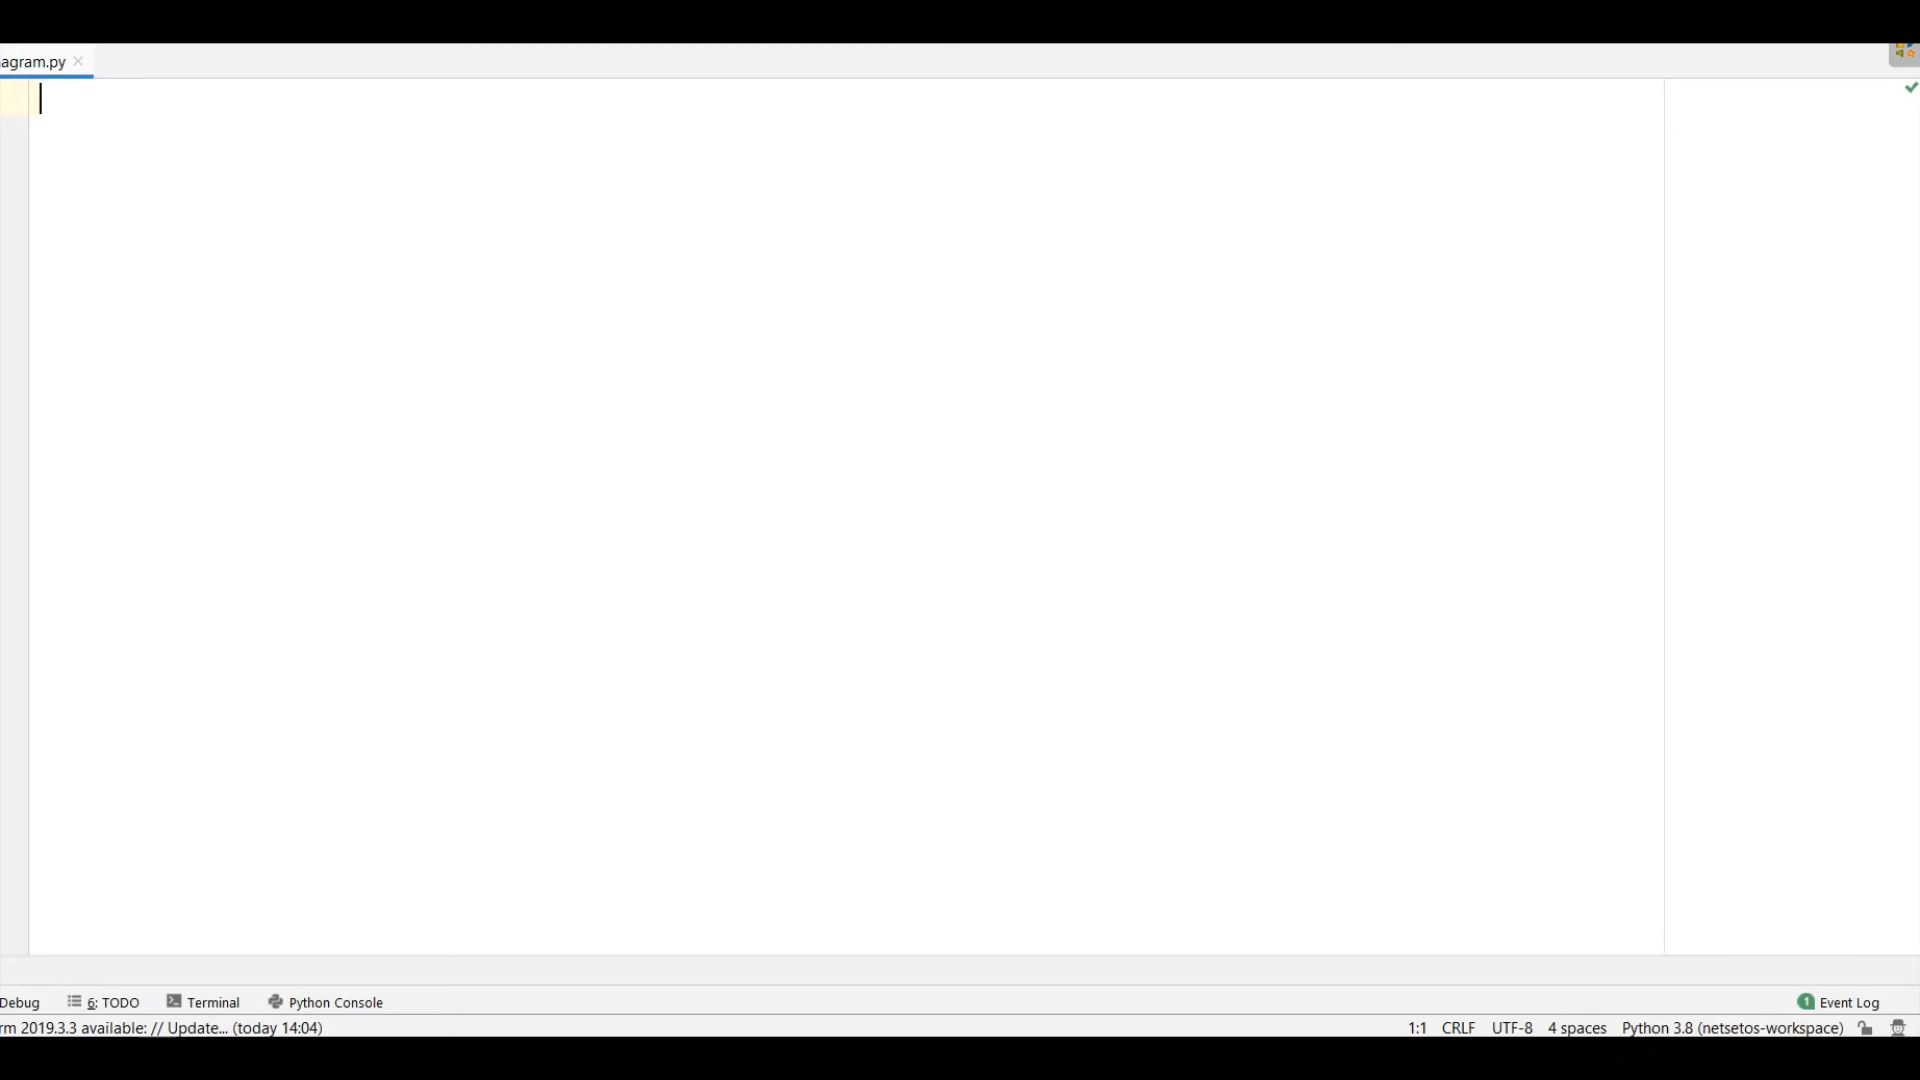 agram.py
Debug 6: TODO Terminal Python Console 1 Event Log
rm 2019.3.3 available: // Update... (today 14:04) 1:1 CRLF UTF-8 4 spaces Python 3.8 (netsetos-workspace)